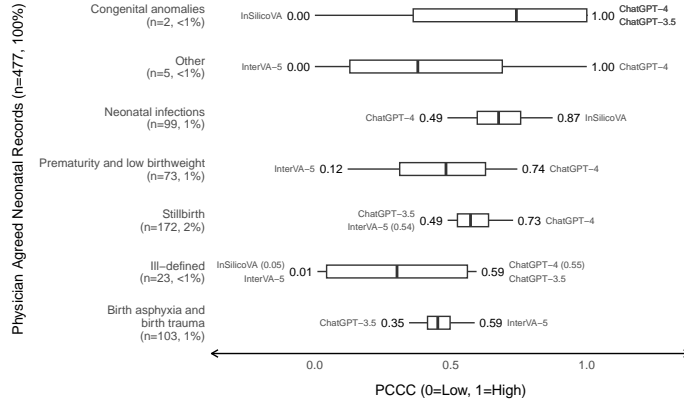 Physician Agreed Neonatal Records (n=477, 100%)
Congenital anomalies
(n=2, <1%)
InSilicoVA 0.00
1.00 ChatGPT−4
ChatGPT−3.5
Other
(n=5, <1%)
InterVA−5 0.00
1.00 ChatGPT−4
Neonatal infections
(n=99, 1%)
ChatGPT−4 0.49
0.87 InSilicoVA
Prematurity and low birthweight
(n=73, 1%)
InterVA−5 0.12
0.74 ChatGPT−4
Stillbirth
(n=172, 2%)
ChatGPT−3.5
InterVA−5 (0.54) 0.49
0.73 ChatGPT−4
Ill−defined
(n=23, <1%)
InSilicoVA (0.05)
InterVA−5 0.01
0.59 ChatGPT−4 (0.55)
ChatGPT−3.5
Birth asphyxia and
birth trauma
(n=103, 1%)
ChatGPT−3.5 0.35
0.59 InterVA−5
0.0 0.5 1.0
PCCC (0=Low, 1=High)